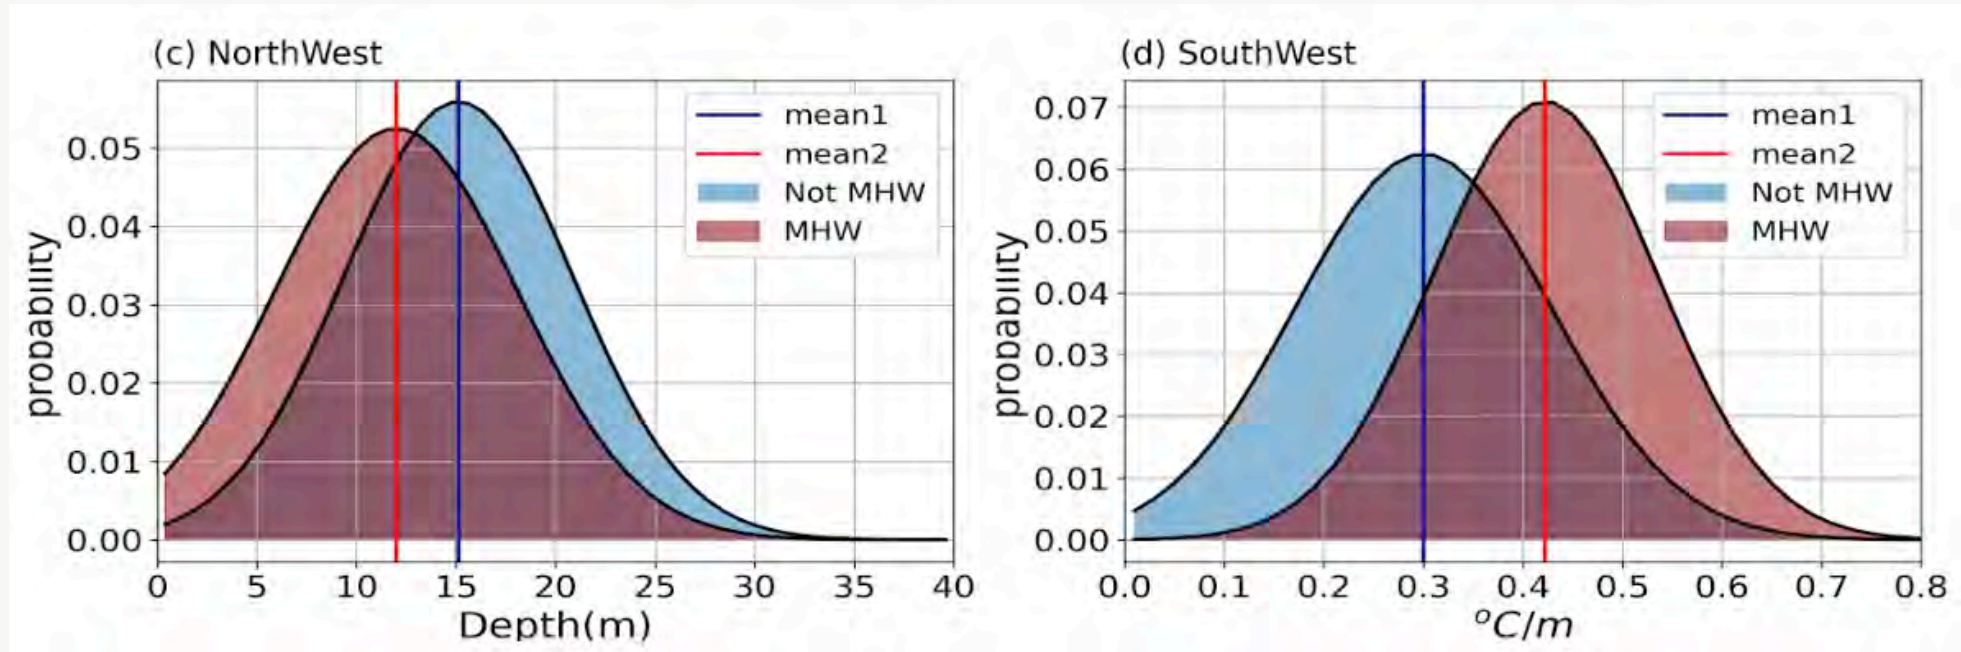 (c) NorthWest
probability
0.05
0.04
0.03
0.02
0.01
0.00
mean1
mean2
Not MHW
MHW
0 5 10 15 20 25 30 35 40
Depth(m)
(d) SouthWest
probability
0.07
0.06
0.05
0.04
0.03
0.02
0.01
0.00
mean1
mean2
Not MHW
MHW
0.0 0.1 0.2 0.3 0.4 0.5 0.6 0.7 0.8
°C/m